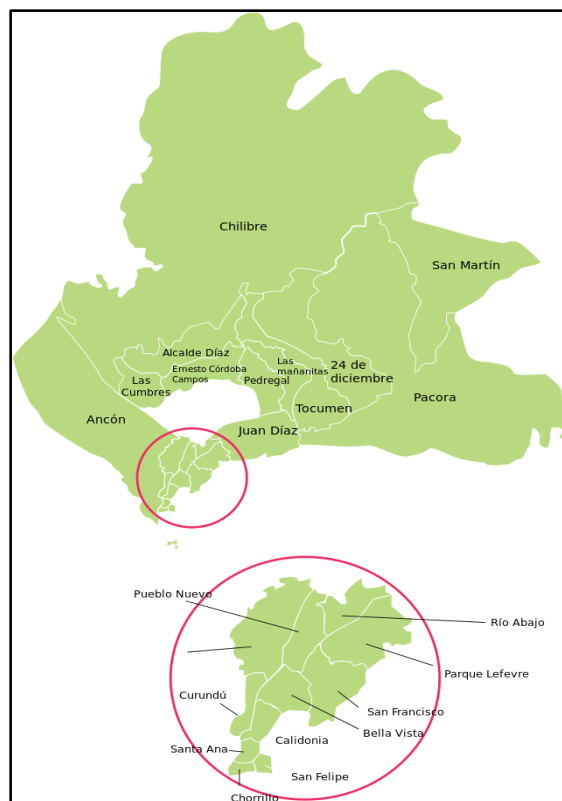 Chilibre
San Martín
Alcalde Díaz
Las
mañanitas
24 de
diciembre
Ernesto Córdoba
Campos
Pedregal
Las
Cumbres
Pacora
Tocumen
Ancón
Juan Díaz
Pueblo Nuevo
Río Abajo
Parque Lefevre
Curundú
San Francisco
Bella Vista
Calidonia
Santa Ana
San Felipe
Chorrillo